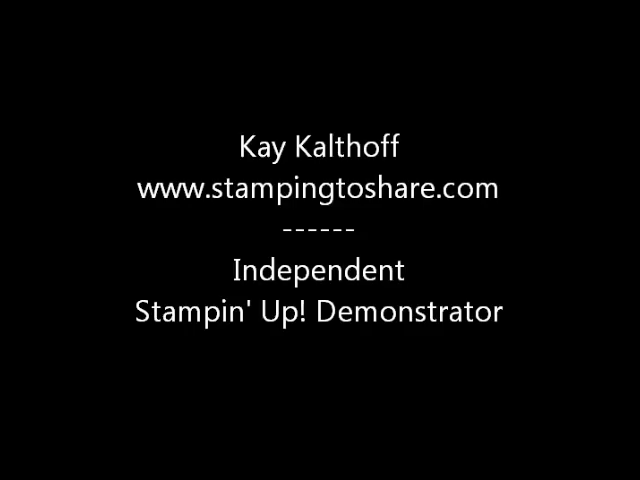 Kay Kalthoff
www.stampingtoshare.com
------
Independent
Stampin' Up! Demonstrator